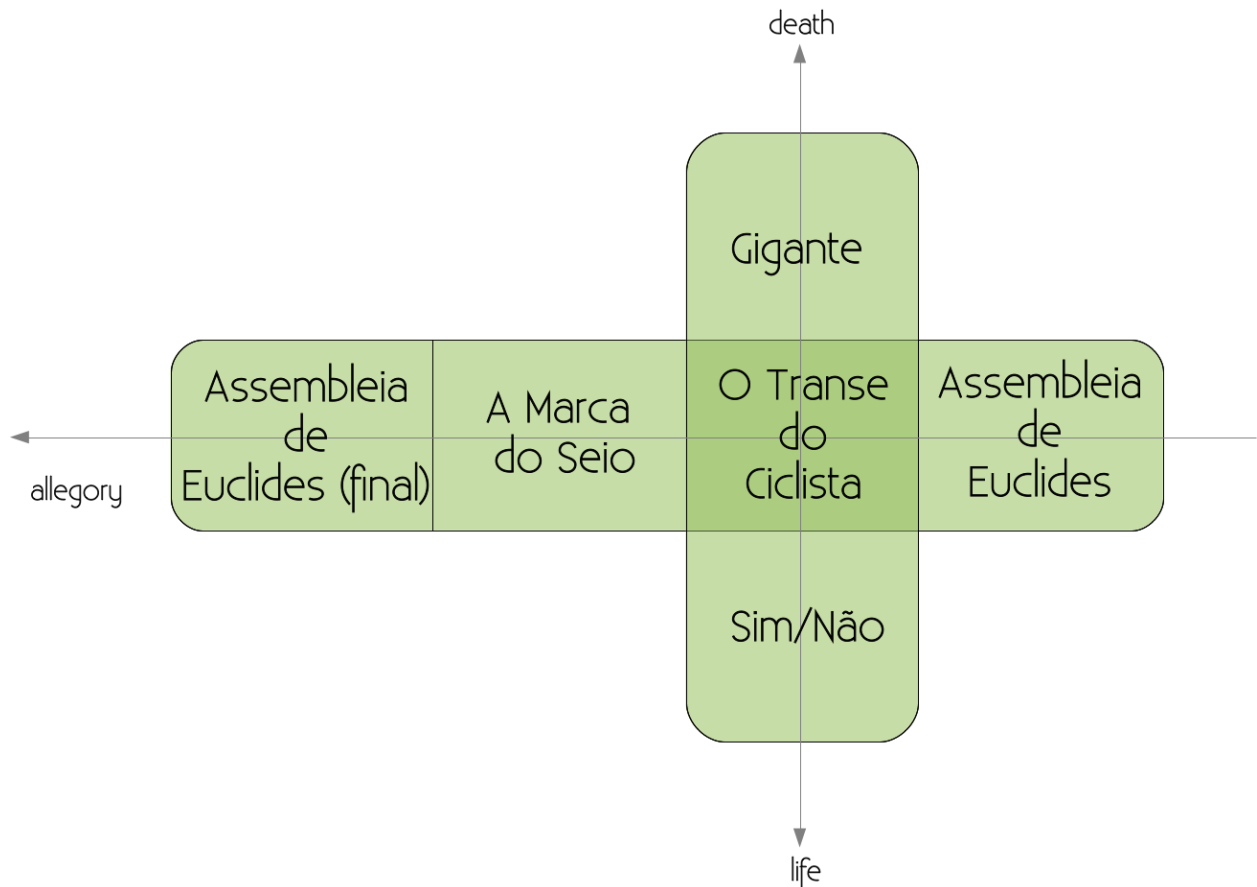 death
Gigante
Assembleia
de
Euclides (final)
A Marca
do Seio
O Transe
do
Ciclista
Assembleia
de
Euclides
allegory
Sim/Não
life